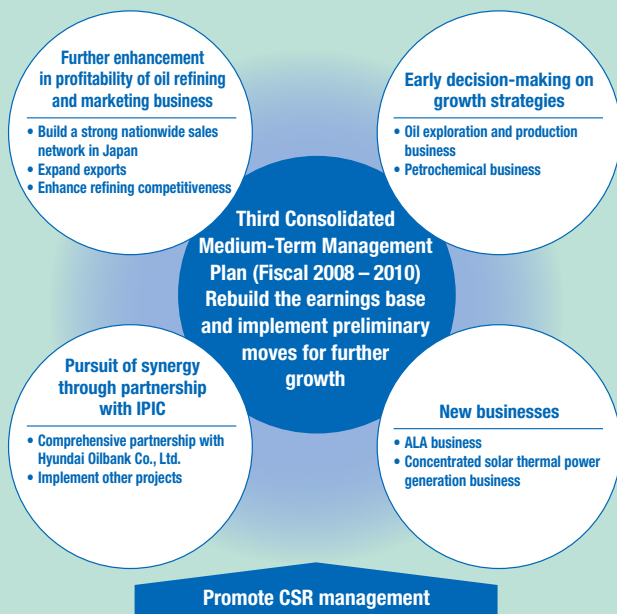 Further enhancement
in profitability of oil refining
and marketing business
• Build a strong nationwide sales
network in Japan
• Expand exports
• Enhance refining competitiveness
Early decision-making on
growth strategies
• Oil exploration and production
business
• Petrochemical business
Third Consolidated
Medium-Term Management
Plan (Fiscal 2008 – 2010)
Rebuild the earnings base
and implement preliminary
moves for further
growth
Pursuit of synergy
through partnership
with IPIC
• Comprehensive partnership with
Hyundai Oilbank Co., Ltd.
• Implement other projects
New businesses
• ALA business
• Concentrated solar thermal power
generation business
Promote CSR management